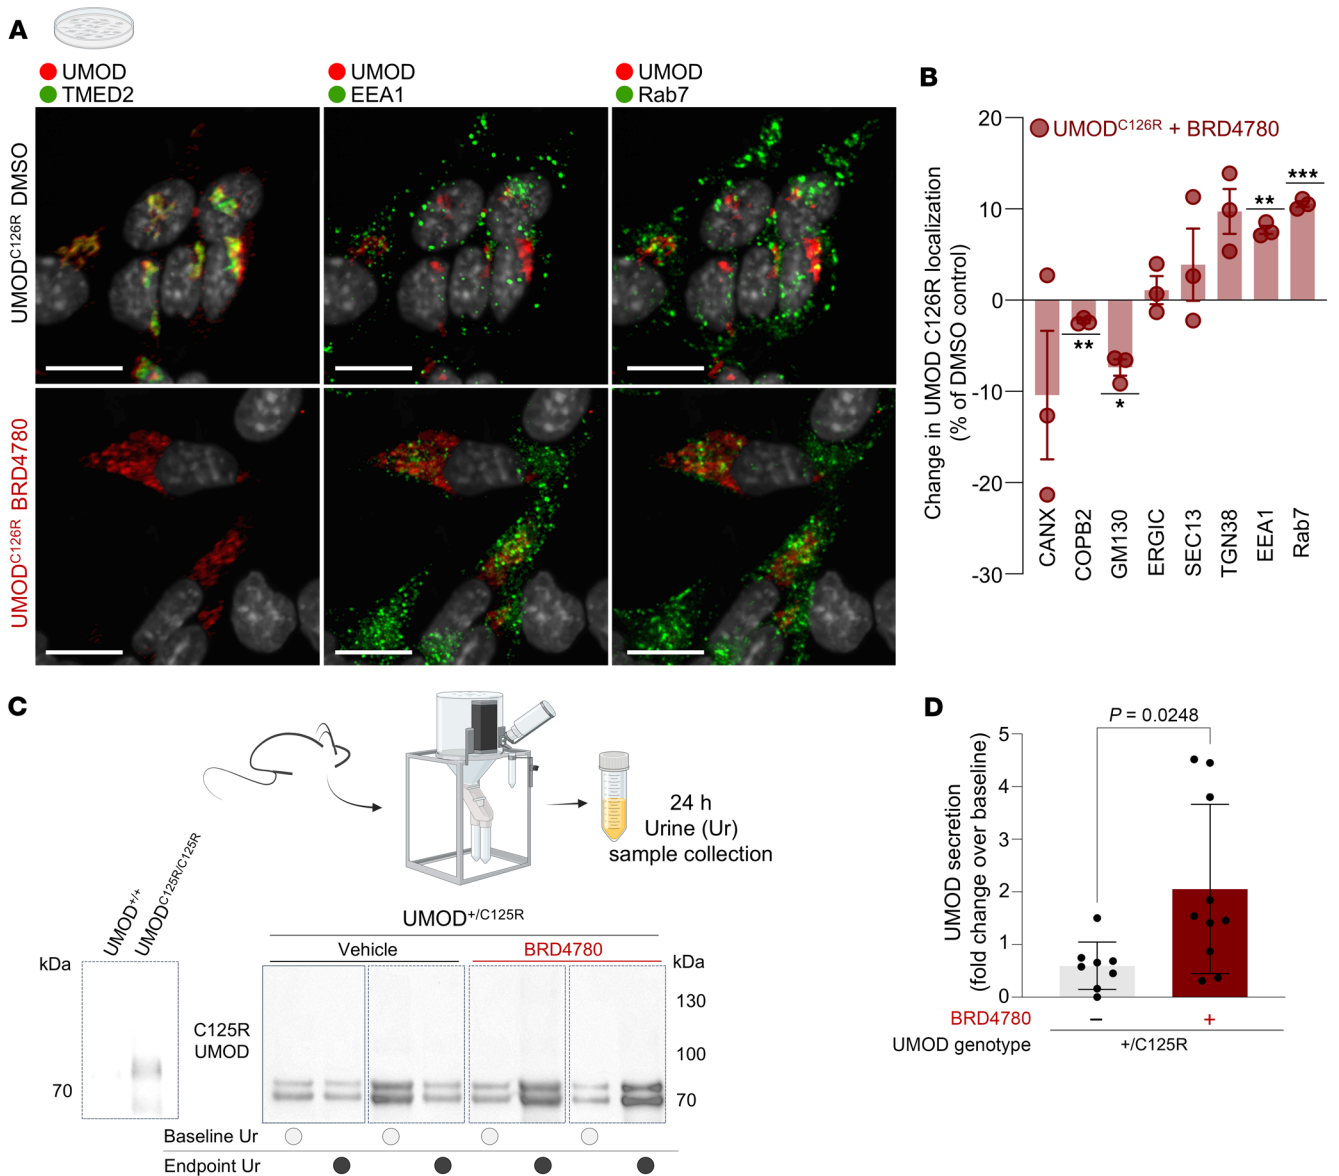 A
UMOD
TMED2
UMOD
EEA1
UMOD
Rab7
UMODC126R DMSO
UMODC126R BRD4780
B
UMODC126R + BRD4780
Change in UMOD C126R localization
(% of DMSO control)
20
10
0
-10
-20
-30
**
*
**
***
CANX
COPB2
GM130
ERGIC
SEC13
TGN38
EEA1
Rab7
C
24 h
Urine (Ur)
sample collection
UMOD+/+
UMODC125R/C125R
kDa
70
UMOD+/C125R
Vehicle
BRD4780
kDa
130
100
70
C125R
UMOD
Baseline Ur
Endpoint Ur
D
P = 0.0248
UMOD secretion
(fold change over baseline)
5
4
3
2
1
0
BRD4780 − +
UMOD genotype +/C125R